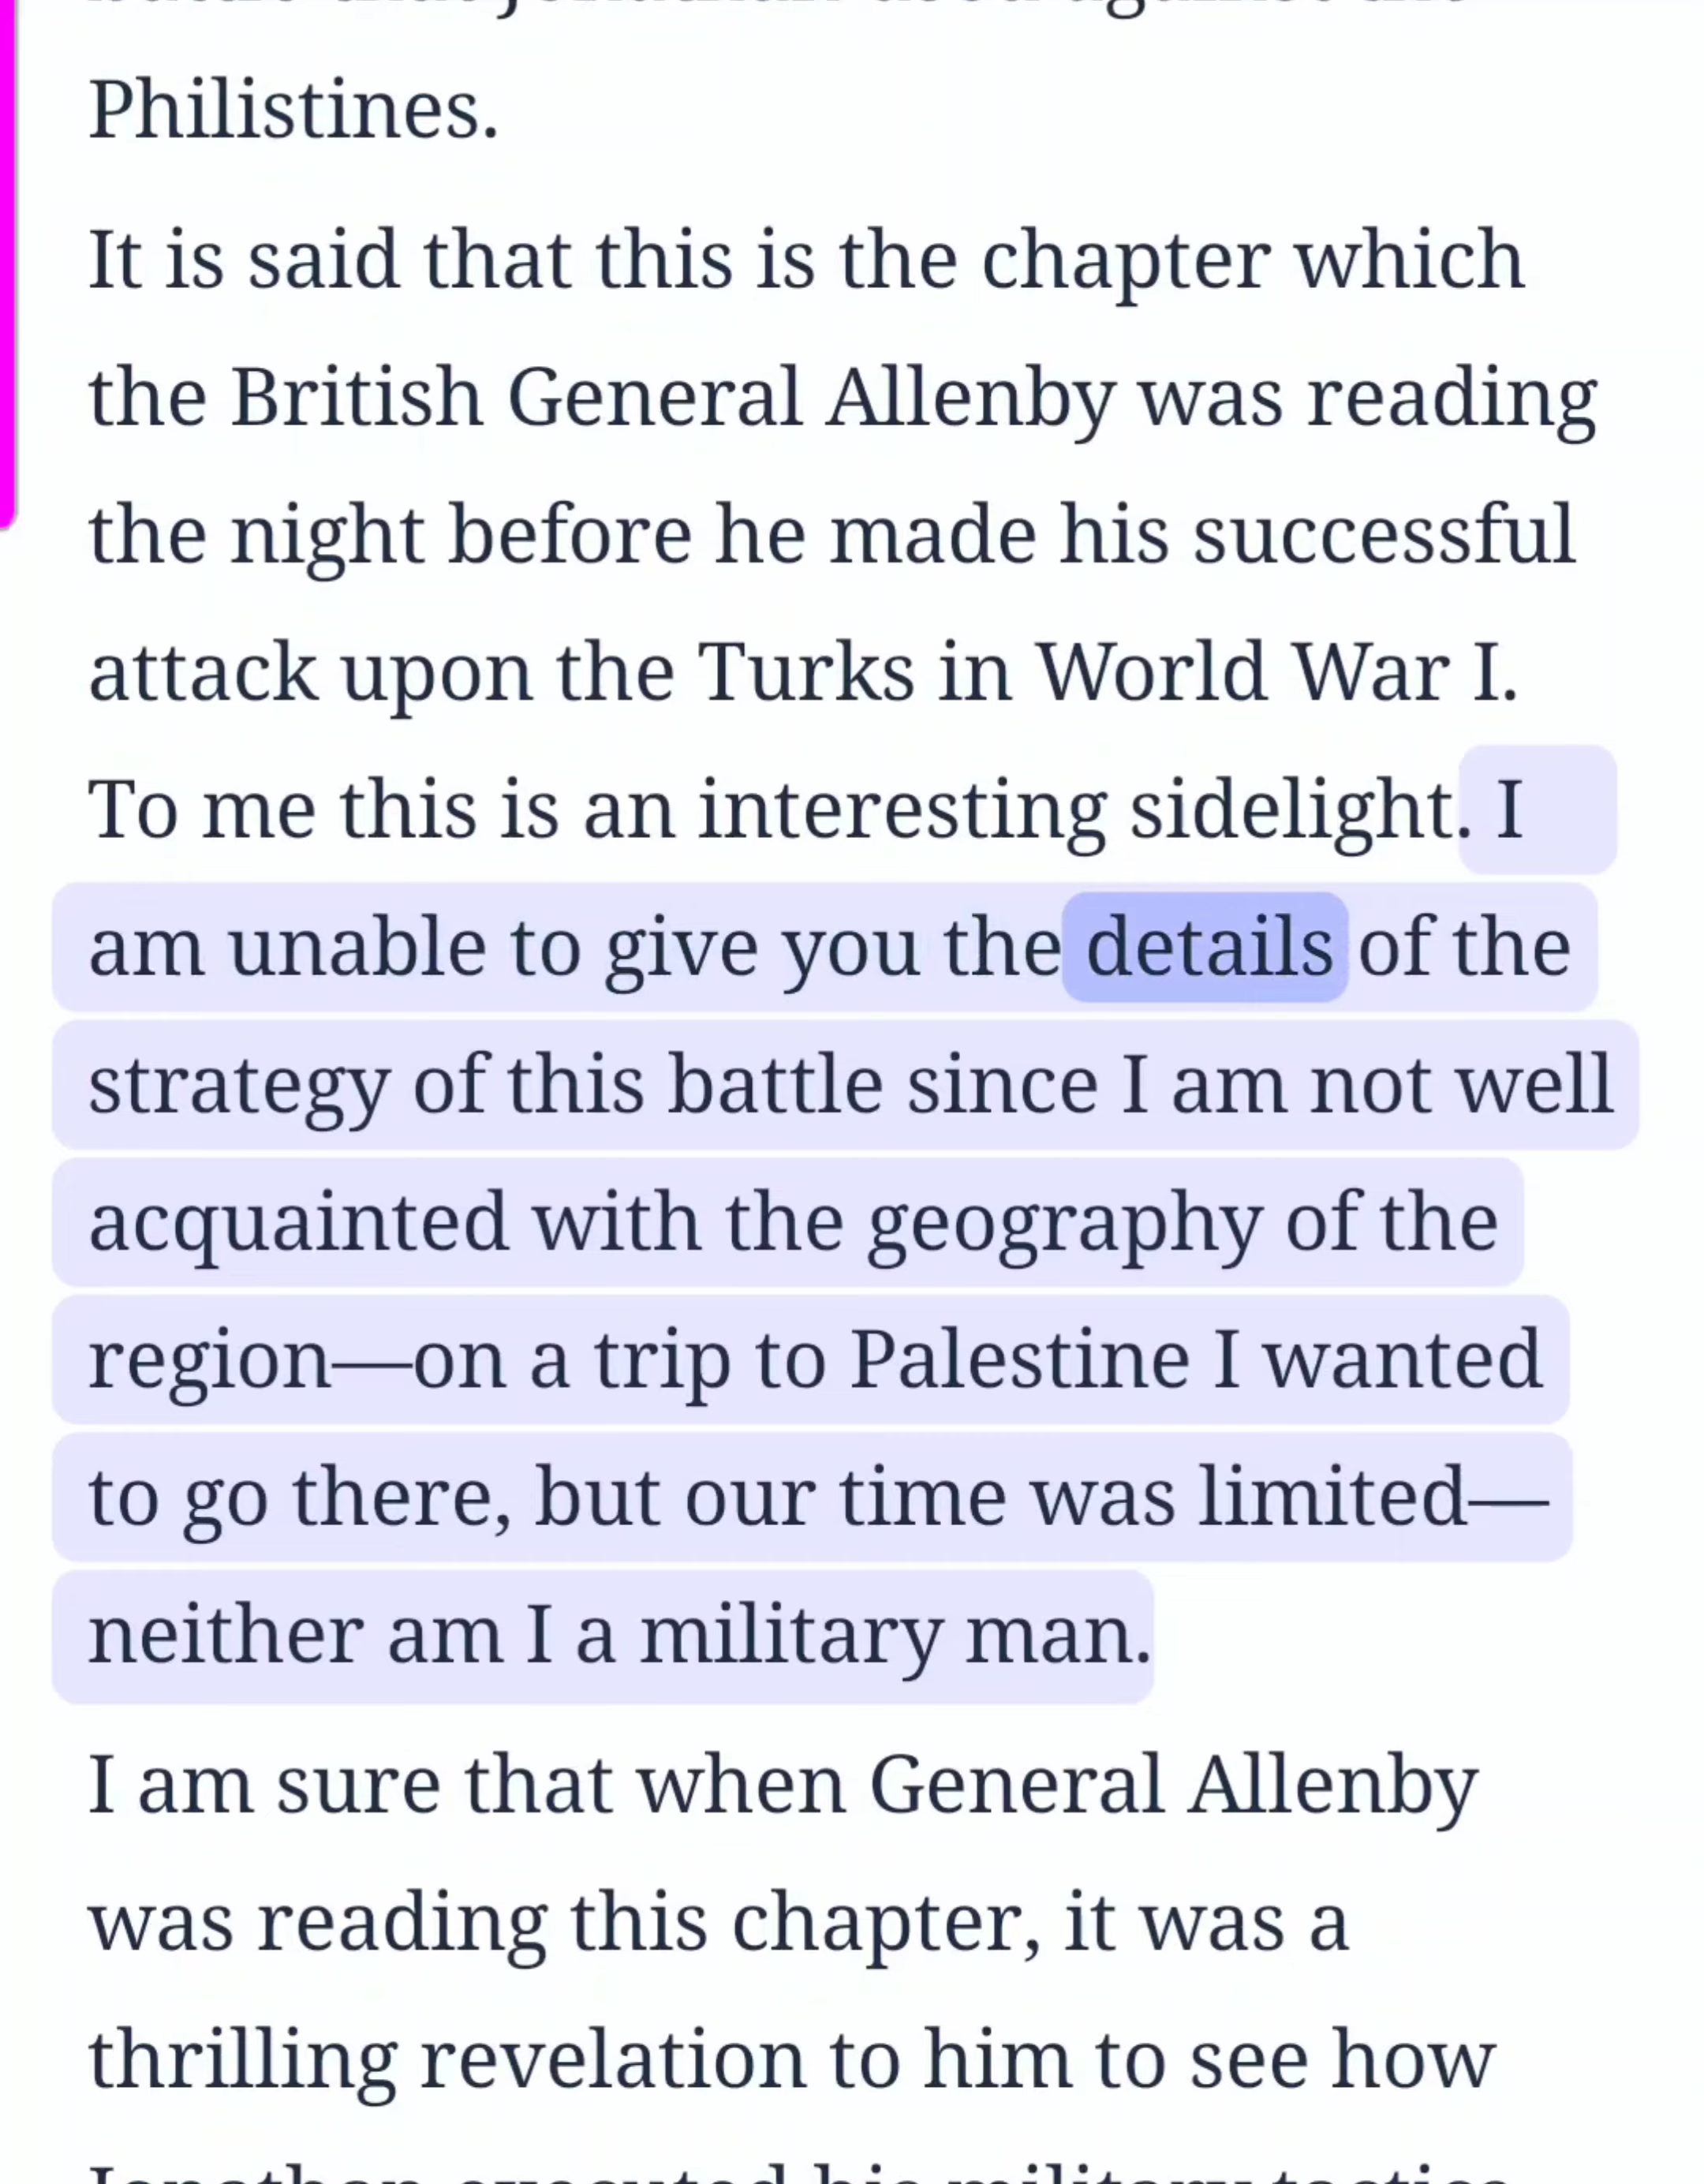 Philistines.
It is said that this is the chapter which
the British General Allenby was reading
the night before he made his successful
attack upon the Turks in World War I.
To me this is an interesting sidelight. I
am unable to give you the details of the
strategy of this battle since I am not well
acquainted with the geography of the
region—on a trip to Palestine I wanted
to go there, but our time was limited—
neither am I a military man.
I am sure that when General Allenby
was reading this chapter, it was a
thrilling revelation to him to see how
Jonathan executed his military tactics